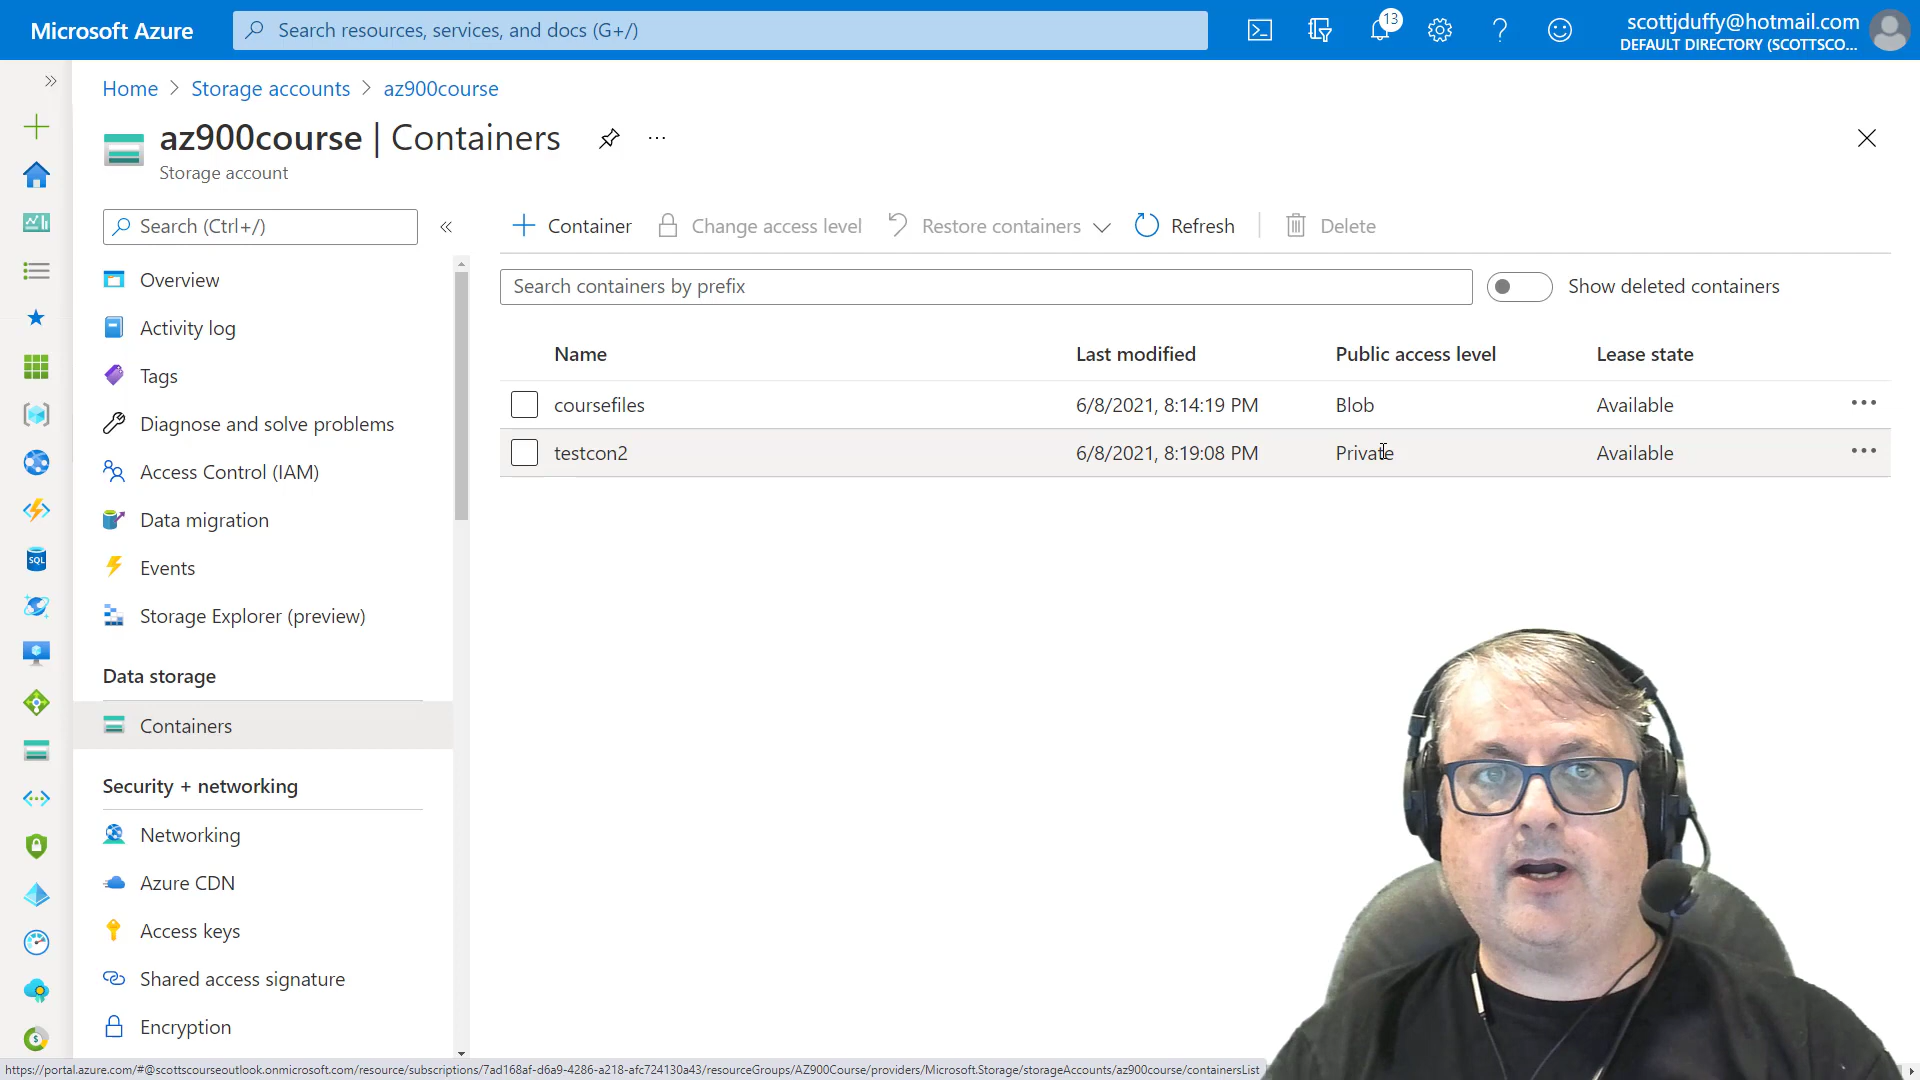 Microsoft Azure
Search resources, services, and docs (G+/)
13
scottjduffy@hotmail.com
DEFAULT DIRECTORY (SCOTTSCO...
Home > Storage accounts > az900course
az900course | Containers
Storage account
Search (Ctrl+/)
Container
Change access level
Restore containers
Refresh
Delete
Search containers by prefix
Show deleted containers
Name Last modified Public access level Lease state
coursefiles 6/8/2021, 8:14:19 PM Blob Available
testcon2 6/8/2021, 8:19:08 PM Private Available
Overview
Activity log
Tags
Diagnose and solve problems
Access Control (IAM)
Data migration
Events
Storage Explorer (preview)
Data storage
Containers
Security + networking
Networking
Azure CDN
Access keys
Shared access signature
Encryption
SQL
https://portal.azure.com/#@scottscourseoutlook.onmicrosoft.com/resource/subscriptions/7ad168af-d6a9-4286-a218-afc724130a43/resourceGroups/AZ900Course/providers/Microsoft.Storage/storageAccounts/az900course/containersList